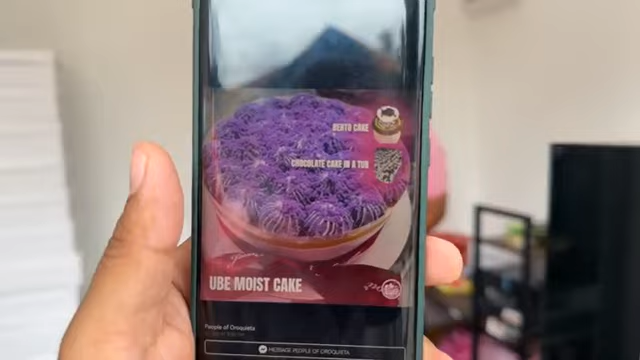 BENTO CAKE
CHOCOLATE CAKE IN A TUB
UBE MOIST CAKE
People of Oroquieta
MESSAGE PEOPLE OF OROQUIETA